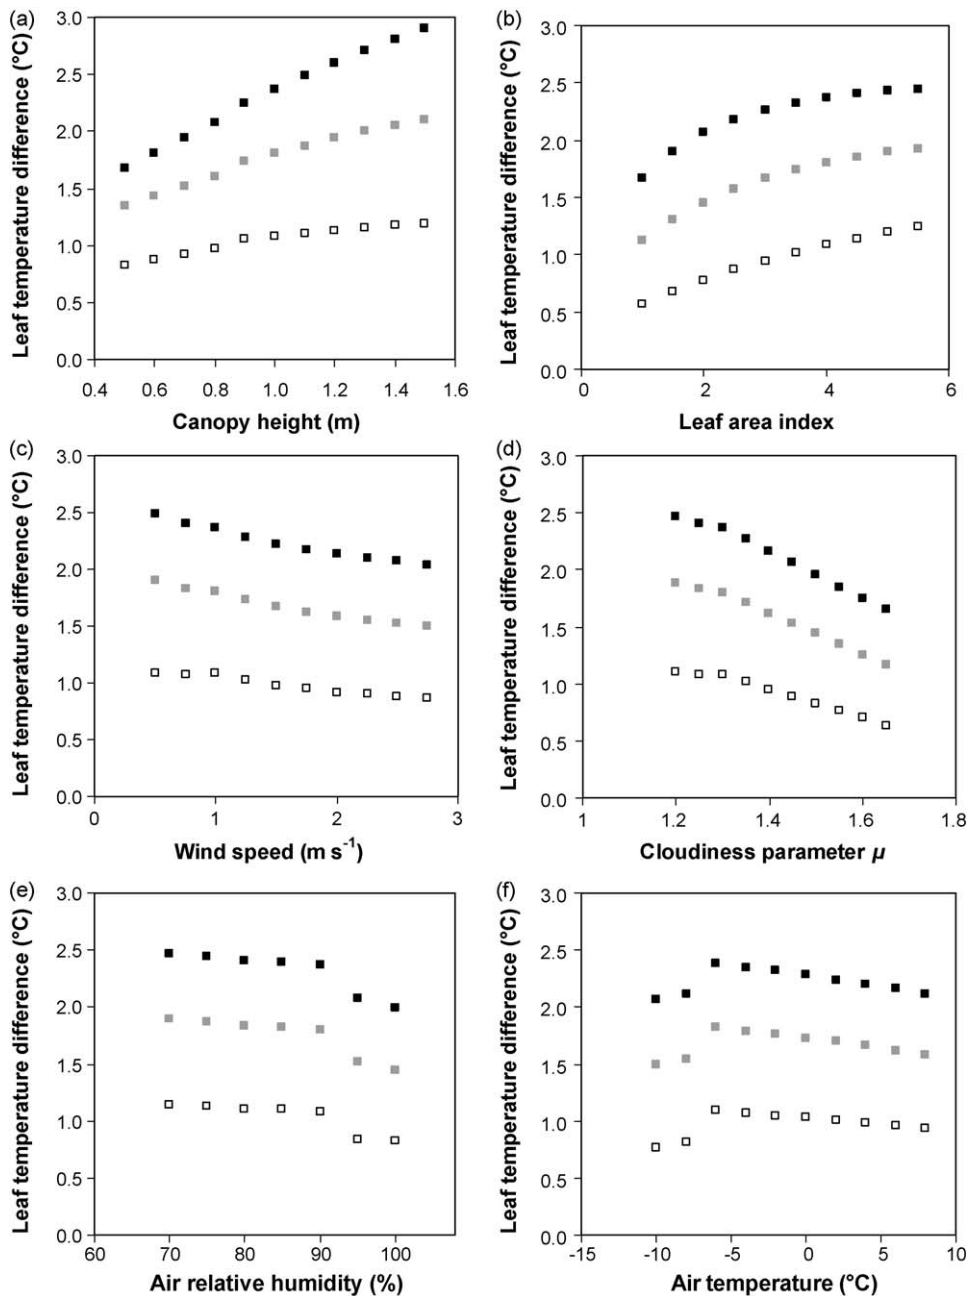 (a)
3.0
2.5
2.0
1.5
1.0
0.5
0.0
Leaf temperature difference (°C)
0.4 0.6 0.8 1.0 1.2 1.4 1.6
Canopy height (m)
(b)
3.0
2.5
2.0
1.5
1.0
0.5
0.0
Leaf temperature difference (°C)
0 2 4 6
Leaf area index
(c)
3.0
2.5
2.0
1.5
1.0
0.5
0.0
Leaf temperature difference (°C)
0 1 2 3
Wind speed (m s⁻¹)
(d)
3.0
2.5
2.0
1.5
1.0
0.5
0.0
Leaf temperature difference (°C)
1 1.2 1.4 1.6 1.8
Cloudiness parameter µ
(e)
3.0
2.5
2.0
1.5
1.0
0.5
0.0
Leaf temperature difference (°C)
60 70 80 90 100
Air relative humidity (%)
(f)
3.0
2.5
2.0
1.5
1.0
0.5
0.0
Leaf temperature difference (°C)
-15 -10 -5 0 5 10
Air temperature (°C)